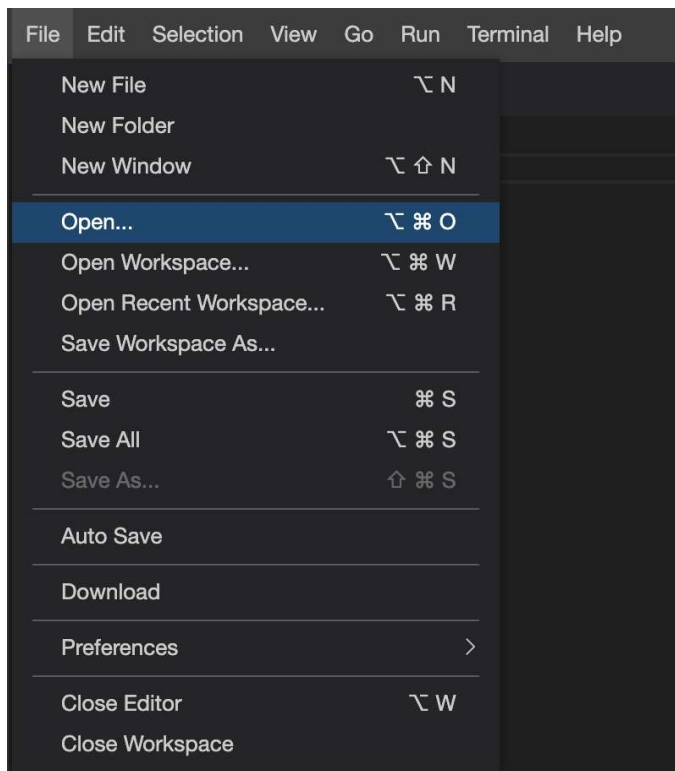 File Edit Selection View Go Run Terminal Help
New File ⌥ N
New Folder
New Window ⌥ ⇧ N
Open... ⌥ ⌘ O
Open Workspace... ⌥ ⌘ W
Open Recent Workspace... ⌥ ⌘ R
Save Workspace As...
Save ⌘ S
Save All ⌥ ⌘ S
Save As... ⇧ ⌘ S
Auto Save
Download
Preferences
Close Editor ⌥ W
Close Workspace